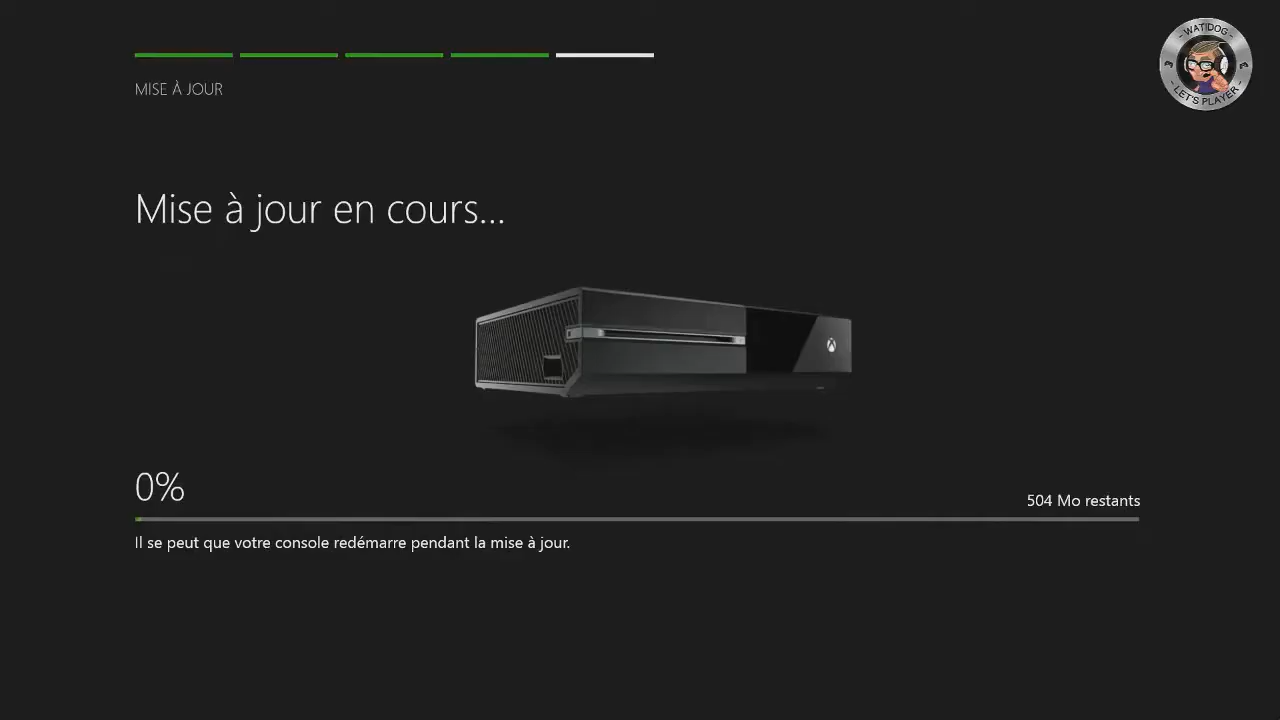 - WATIDOG -
MISE À JOUR
- LET'S PLAYER -
Mise à jour en cours...
0%
504 Mo restants
Il se peut que votre console redémarre pendant la mise à jour.